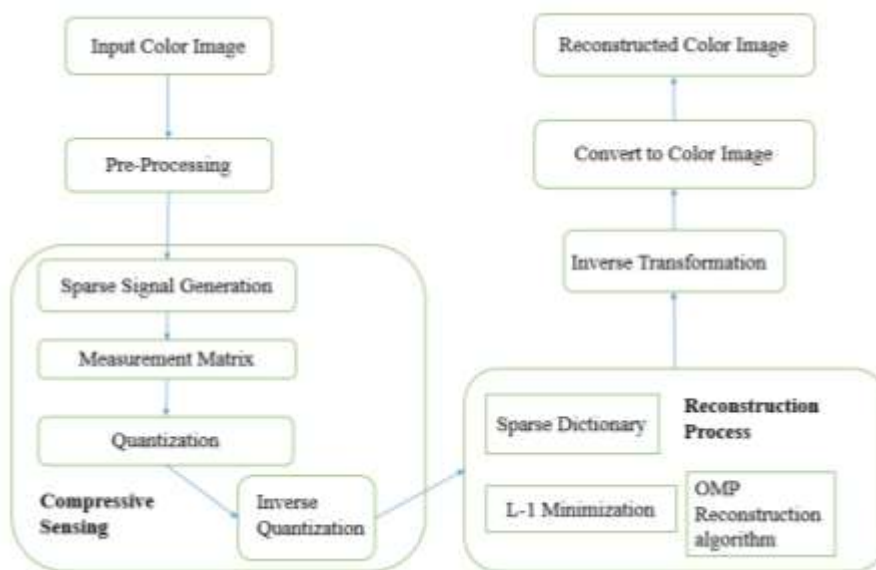 Input Color Image
Pre-Processing
Sparse Signal Generation
Measurement Matrix
Quantization
Compressive
Sensing
Inverse
Quantization
Reconstructed Color Image
Convert to Color Image
Inverse Transformation
Sparse Dictionary
Reconstruction
Process
L-1 Minimization
OMP
Reconstruction
algorithm